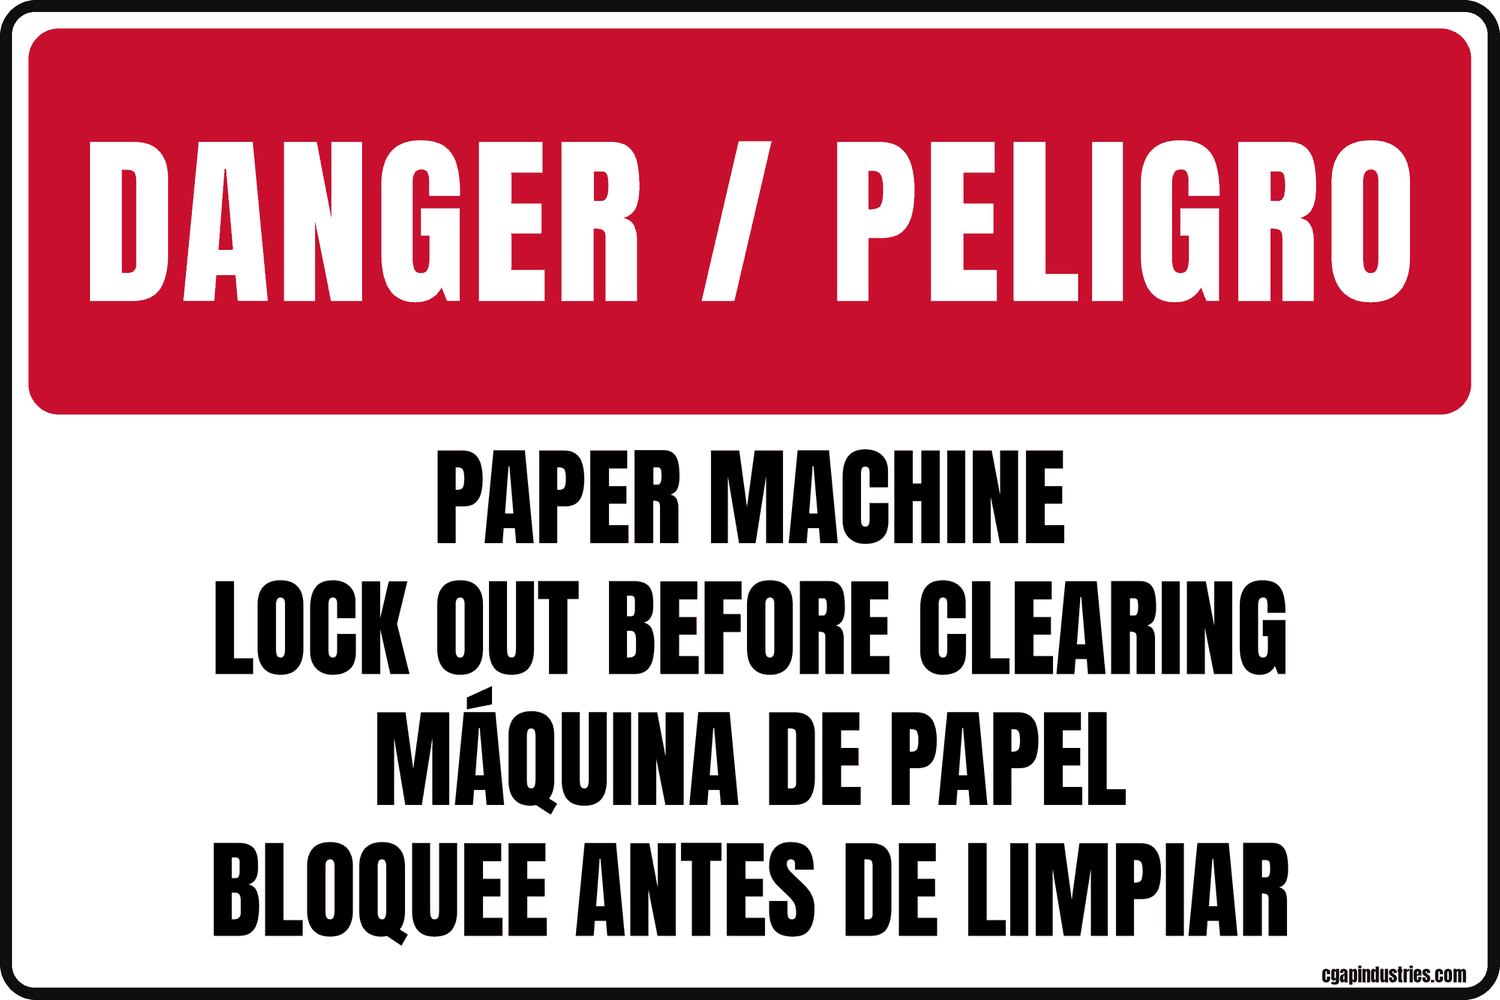 DANGER / PELIGRO
PAPER MACHINE
LOCK OUT BEFORE CLEARING
MÁQUINA DE PAPEL
BLOQUEE ANTES DE LIMPIAR
cgapindustries.com